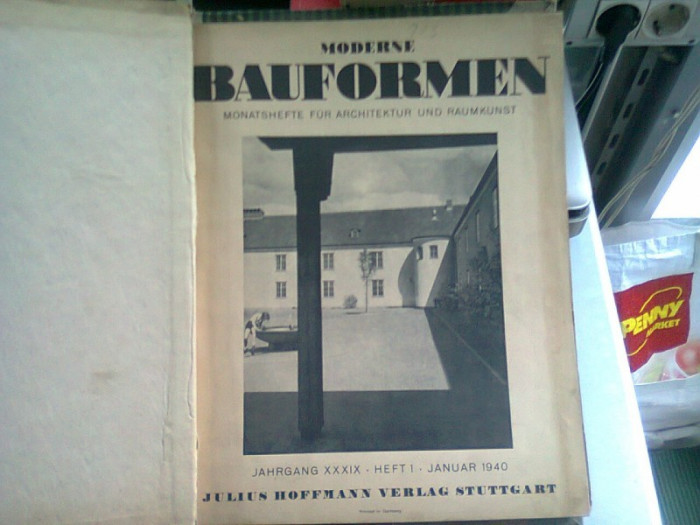 MODERNE
BAUFORMEN
MONATSHEFTE FÜR ARCHITEKTUR UND RAUMKUNST
JAHRGANG XXXIX · HEFT 1 · JANUAR 1940
JULIUS HOFFMANN VERLAG STUTTGART
PENNY
MARKET